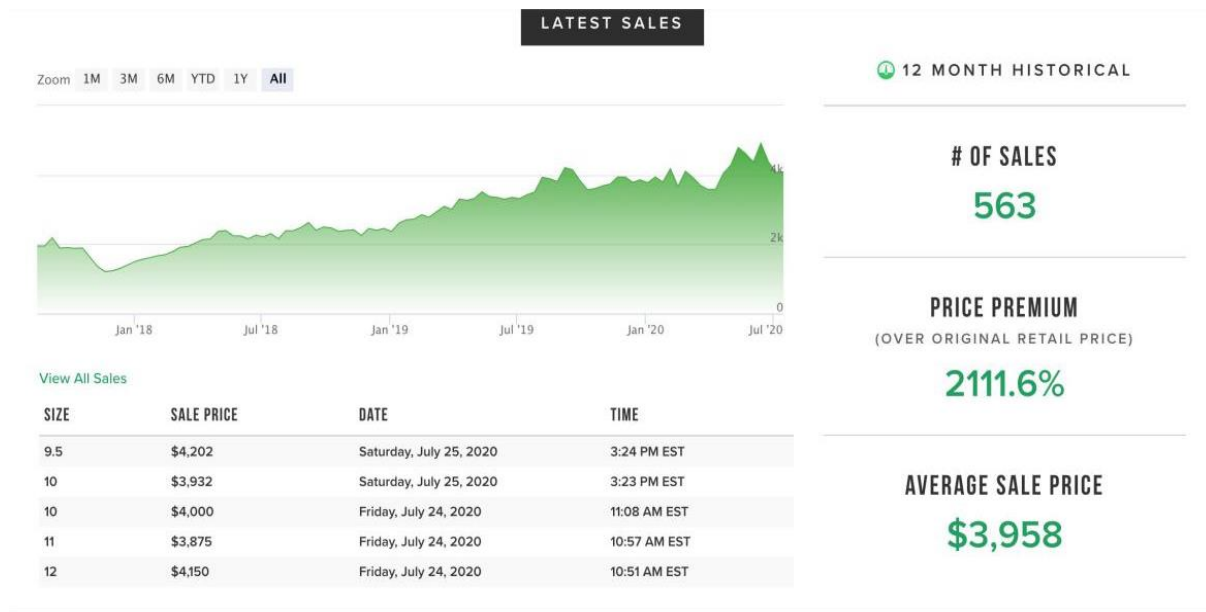 LATEST SALES
Zoom 1M 3M 6M YTD 1Y All
4k
2k
0
Jan '18 Jul '18 Jan '19 Jul '19 Jan '20 Jul '20
View All Sales
SIZE SALE PRICE DATE TIME
9.5 $4,202 Saturday, July 25, 2020 3:24 PM EST
10 $3,932 Saturday, July 25, 2020 3:23 PM EST
10 $4,000 Friday, July 24, 2020 11:08 AM EST
11 $3,875 Friday, July 24, 2020 10:57 AM EST
12 $4,150 Friday, July 24, 2020 10:51 AM EST
12 MONTH HISTORICAL
# OF SALES
563
PRICE PREMIUM
(OVER ORIGINAL RETAIL PRICE)
2111.6%
AVERAGE SALE PRICE
$3,958